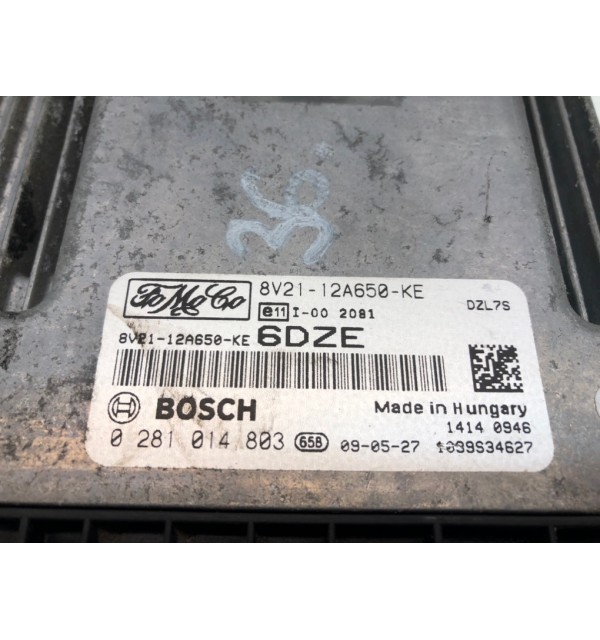 36
FoMoCo 8V21-12A650-KE DZL7S
e11 I-00 2081
8V21-12A650-KE 6DZE
BOSCH Made in Hungary
1414 0946
0 281 014 803 658 09-05-27 1039S34627